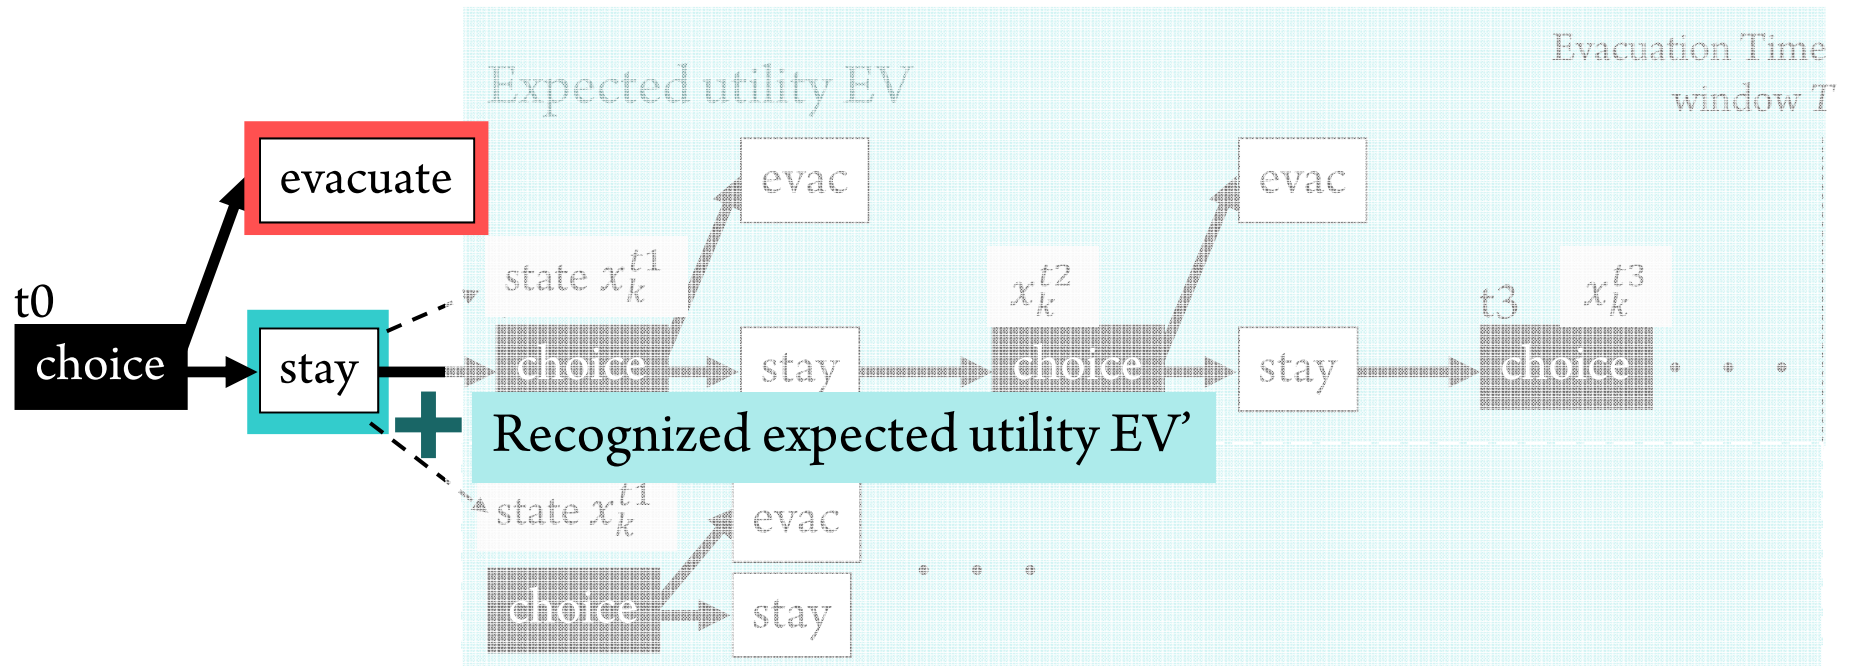 Evacuation Time
window T
Expected utility EV
evacuate
evac
evac
state x_k^{t1}
x_k^{t2}
x_k^{t3}
t0
t3
choice
stay
choice
stay
choice
stay
choice
. . .
+
Recognized expected utility EV’
state x_k^{t1}
evac
. . .
choice
stay